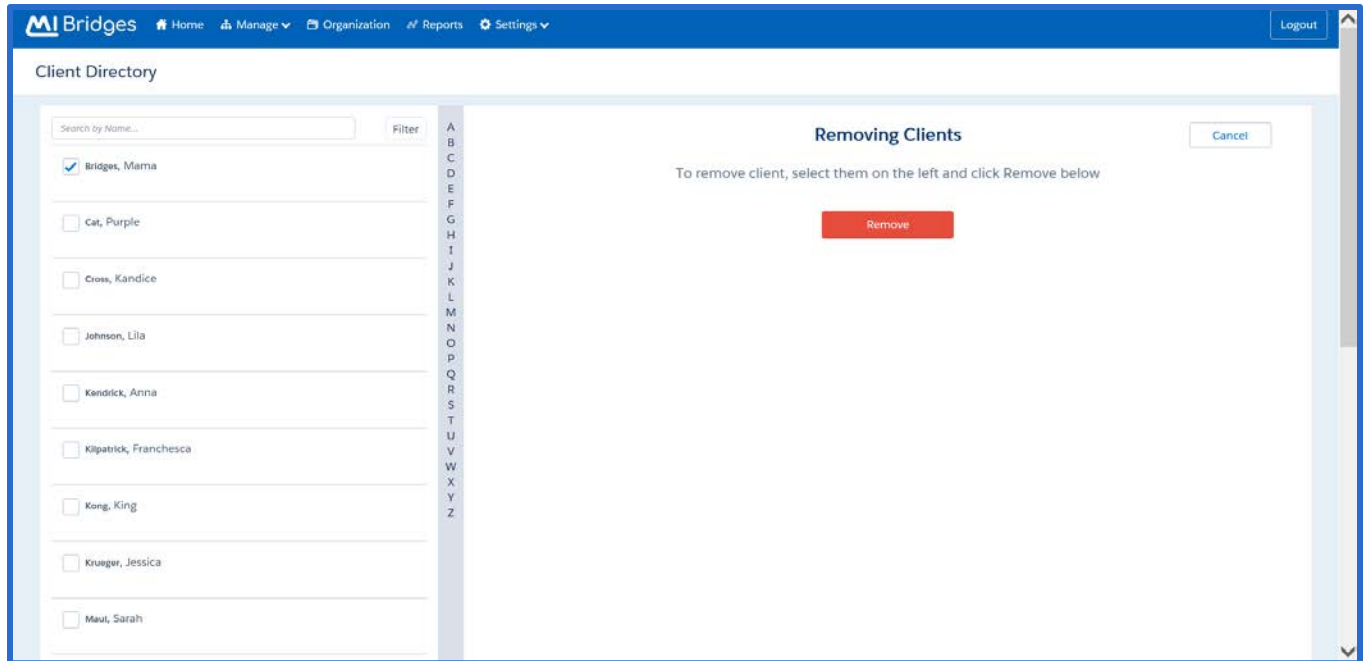 MI Bridges Home Manage Organization Reports Settings Logout
Client Directory
Search by Name... Filter
Bridges, Mama
Cat, Purple
Cross, Kandice
Johnson, Lila
Kendrick, Anna
Kilpatrick, Franchesca
Kong, King
Krueger, Jessica
Maul, Sarah
A
B
C
D
E
F
G
H
I
J
K
L
M
N
O
P
Q
R
S
T
U
V
W
X
Y
Z
Removing Clients
Cancel
To remove client, select them on the left and click Remove below
Remove